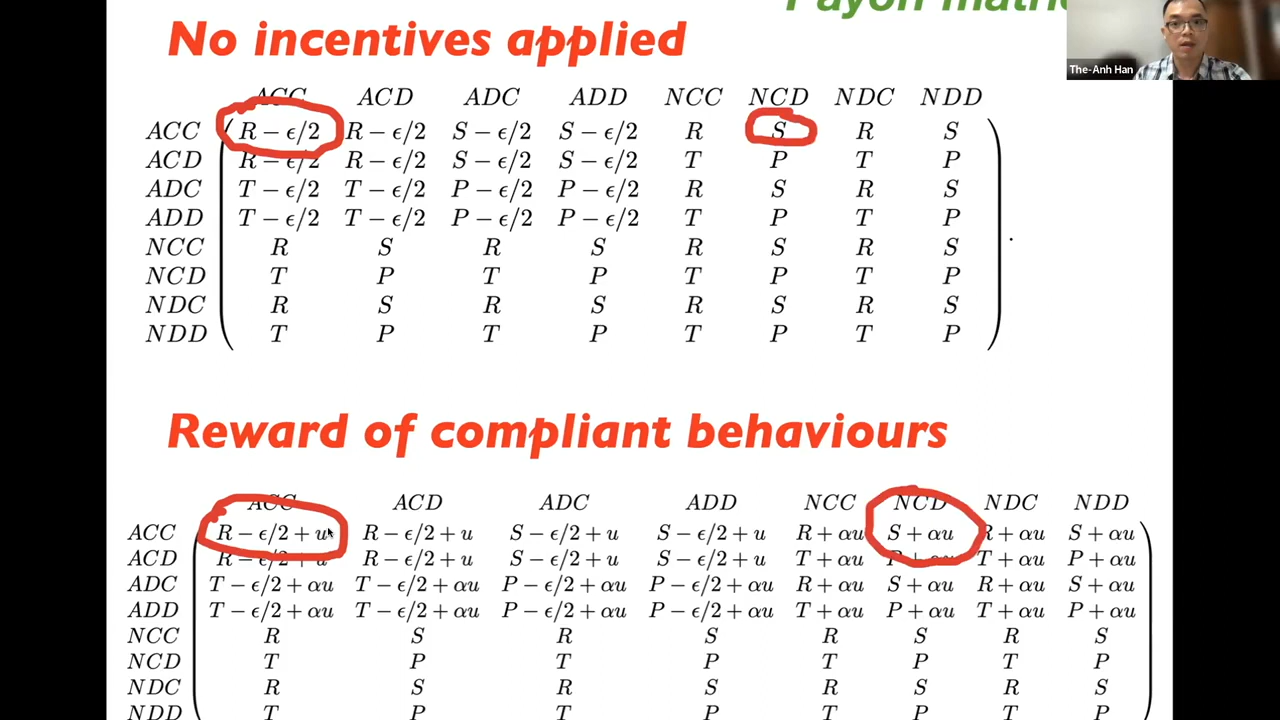 Payoff matri
The-Anh Han
No incentives applied
ACC ACD ADC ADD NCC NCD NDC NDD
ACC R − ϵ/2 R − ϵ/2 S − ϵ/2 S − ϵ/2 R S R S
ACD R − ϵ/2 R − ϵ/2 S − ϵ/2 S − ϵ/2 T P T P
ADC T − ϵ/2 T − ϵ/2 P − ϵ/2 P − ϵ/2 R S R S
ADD T − ϵ/2 T − ϵ/2 P − ϵ/2 P − ϵ/2 T P T P
NCC R S R S R S R S
NCD T P T P T P T P
NDC R S R S R S R S
NDD T P T P T P T P
.
Reward of compliant behaviours
ACC ACD ADC ADD NCC NCD NDC NDD
ACC R − ϵ/2 + u R − ϵ/2 + u S − ϵ/2 + u S − ϵ/2 + u R + αu S + αu R + αu S + αu
ACD R − ϵ/2 + u R − ϵ/2 + u S − ϵ/2 + u S − ϵ/2 + u T + αu P + αu T + αu P + αu
ADC T − ϵ/2 + αu T − ϵ/2 + αu P − ϵ/2 + αu P − ϵ/2 + αu R + αu S + αu R + αu S + αu
ADD T − ϵ/2 + αu T − ϵ/2 + αu P − ϵ/2 + αu P − ϵ/2 + αu T + αu P + αu T + αu P + αu
NCC R S R S R S R S
NCD T P T P T P T P
NDC R S R S R S R S
NDD T P T P T P T P